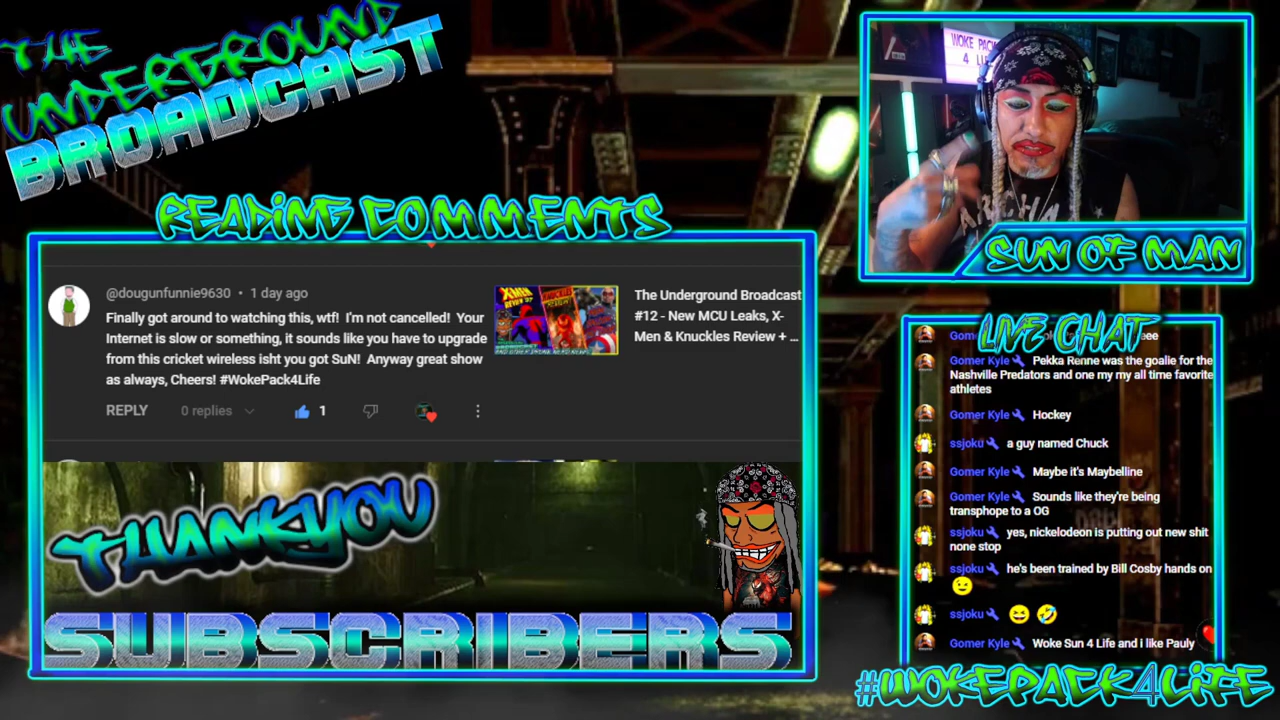 THE
UNDERGROUND
BROADCAST
READING COMMENTS
@dougunfunnie9630 • 1 day ago
Finally got around to watching this, wtf! I'm not cancelled! Your
Internet is slow or something, it sounds like you have to upgrade
from this cricket wireless isht you got SuN! Anyway great show
as always, Cheers! #WokePack4Life
REPLY 0 replies 1
The Underground Broadcast
#12 - New MCU Leaks, X-
Men & Knuckles Review + ...
THANKYOU
SUBSCRIBERS
WOKE PAC
4 LI
SUN OF MAN
LIVE CHAT
Gomer Kyle Pekka Renne was the goalie for the
Nashville Predators and one my my all time favorite
athletes
Gomer Kyle Hockey
ssjoku a guy named Chuck
Gomer Kyle Maybe it's Maybelline
Gomer Kyle Sounds like they're being
transphope to a OG
ssjoku yes, nickelodeon is putting out new shit
none stop
ssjoku he's been trained by Bill Cosby hands on
😉
ssjoku 😆 🤣
Gomer Kyle Woke Sun 4 Life and i like Pauly
#WOKEPACK4LIFE